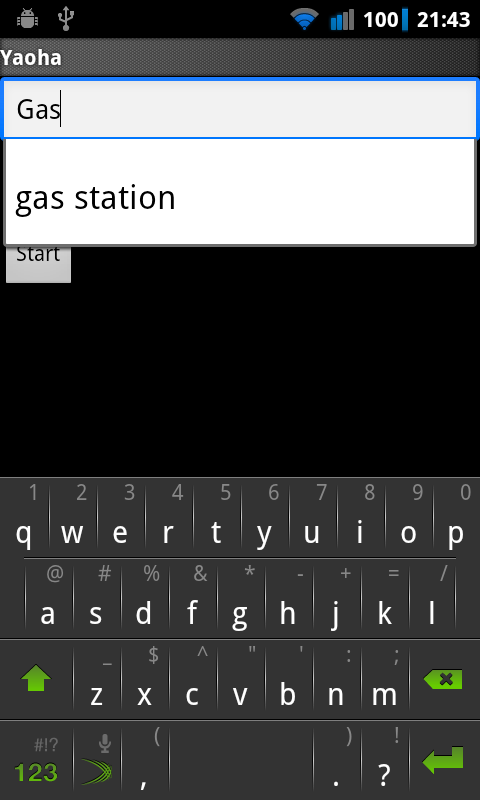 100 21:43
Yaoha
Gas
gas station
Start
1 2 3 4 5 6 7 8 9 0
q w e r t y u i o p
@ # % & * - + = /
a s d f g h j k l
_ $ ^ " ' : ;
z x c v b n m
#!? ( ) !
123 , . ?